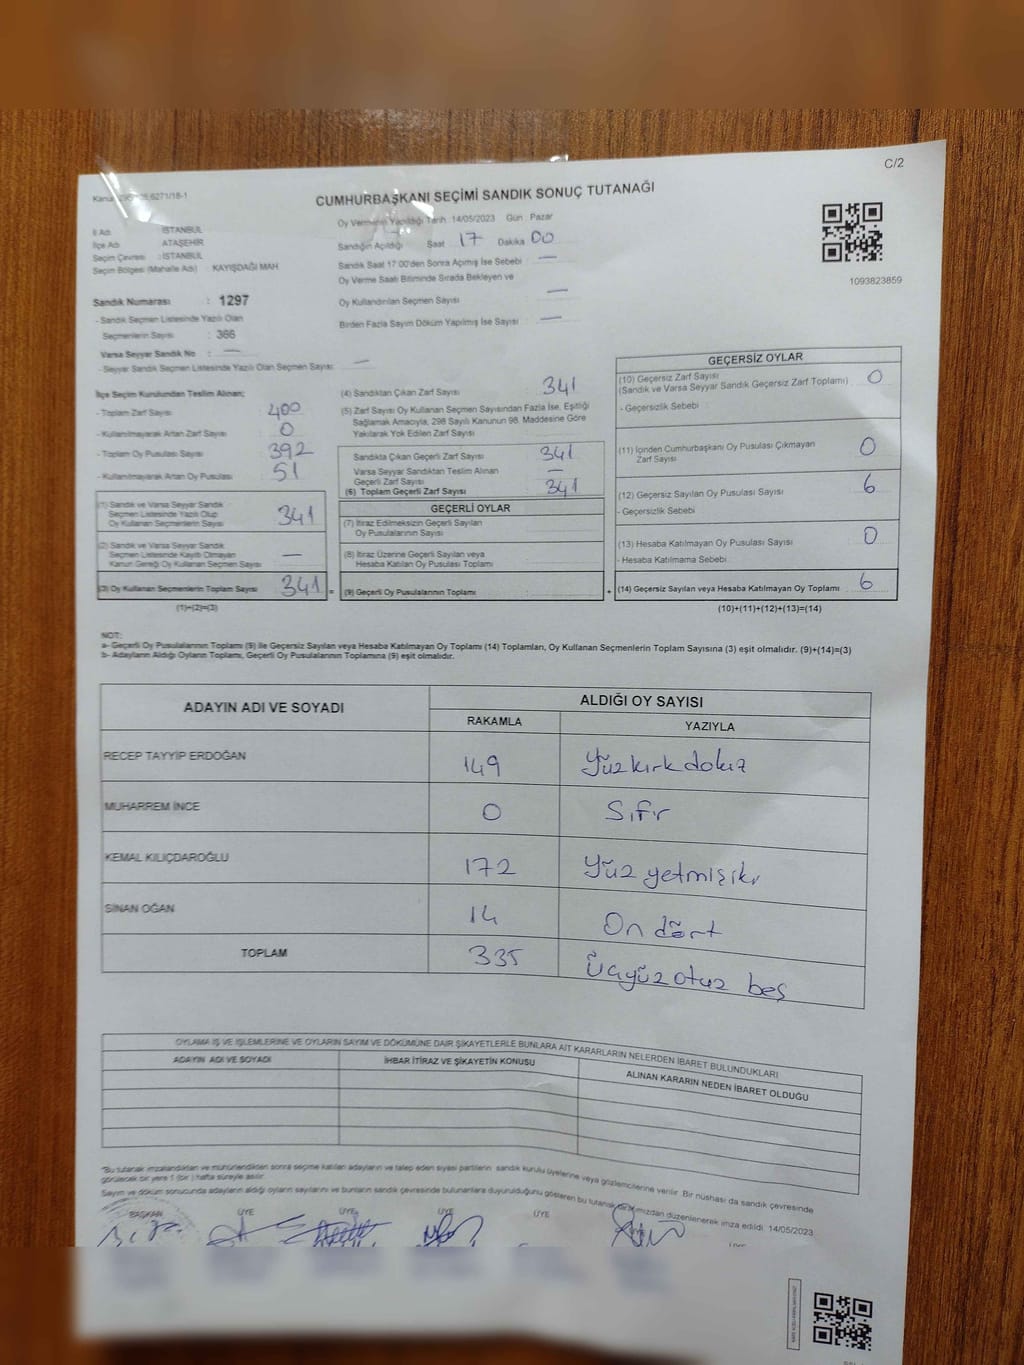 C/2
CUMHURBAŞKANI SEÇİMİ SANDIK SONUÇ TUTANAĞI
İl Adı : İSTANBUL
İlçe Adı : ATAŞEHİR
Seçim Çevresi : İSTANBUL
Seçim Bölgesi (Mahalle Adı) : KAYIŞDAĞI MAH
Sandık Numarası : 1297
- Sandık Seçmen Listesinde Yazılı Olan
Seçmenlerin Sayısı : 366
Varsa Seyyar Sandık No : —
- Seyyar Sandık Seçmen Listesinde Yazılı Olan Seçmen Sayısı : —
Oy Vermenin Yapıldığı Tarih : 14/05/2023 Gün : Pazar
Sandığın Açıldığı Saat 17 Dakika 00
Sandık Saat 17:00'den Sonra Açımış İse Sebebi : —
Oy Verme Saati Bitiminde Sırada Bekleyen ve
Oy Kullandırılan Seçmen Sayısı —
Birden Fazla Sayım Döküm Yapılmış İse Sayısı : —
1093823859
İlçe Seçim Kurulundan Teslim Alınan;
- Toplam Zarf Sayısı : 400
- Kullanılmayarak Artan Zarf Sayısı : 0
- Toplam Oy Pusulası Sayısı : 392
- Kullanılmayarak Artan Oy Pusulası : 51
(1) Sandık ve Varsa Seyyar Sandık
Seçmen Listesinde Yazılı Olup
Oy Kullanan Seçmenlerin Sayısı 341
(2) Sandık ve Varsa Seyyar Sandık
Seçmen Listesinde Kayıtlı Olmayan
Kanun Gereği Oy Kullanan Seçmen Sayısı —
(3) Oy Kullanan Seçmenlerin Toplam Sayısı 341 =
(1)+(2)=(3)
(4) Sandıktan Çıkan Zarf Sayısı : 341
(5) Zarf Sayısı Oy Kullanan Seçmen Sayısından Fazla İse, Eşitliği
Sağlamak Amacıyla, 298 Sayılı Kanunun 98. Maddesine Göre
Yakılarak Yok Edilen Zarf Sayısı
Sandıkta Çıkan Geçerli Zarf Sayısı 341
Varsa Seyyar Sandıktan Teslim Alınan
Geçerli Zarf Sayısı —
(6) Toplam Geçerli Zarf Sayısı 341
GEÇERLİ OYLAR
(7) İtiraz Edilmeksizin Geçerli Sayılan
Oy Pusulalarının Sayısı
(8) İtiraz Üzerine Geçerli Sayılan veya
Hesaba Katılan Oy Pusulası Toplamı
(9) Geçerli Oy Pusulalarının Toplamı +
GEÇERSİZ OYLAR
(10) Geçersiz Zarf Sayısı
(Sandık ve Varsa Seyyar Sandık Geçersiz Zarf Toplamı) 0
- Geçersizlik Sebebi :
(11) İçinden Cumhurbaşkanı Oy Pusulası Çıkmayan
Zarf Sayısı 0
(12) Geçersiz Sayılan Oy Pusulası Sayısı 6
- Geçersizlik Sebebi
(13) Hesaba Katılmayan Oy Pusulası Sayısı 0
- Hesaba Katılmama Sebebi
(14) Geçersiz Sayılan veya Hesaba Katılmayan Oy Toplamı 6
(10)+(11)+(12)+(13)=(14)
NOT:
a- Geçerli Oy Pusulalarının Toplamı (9) ile Geçersiz Sayılan veya Hesaba Katılmayan Oy Toplamı (14) Toplamları, Oy Kullanan Seçmenlerin Toplam Sayısına (3) eşit olmalıdır. (9)+(14)=(3)
b- Adayların Aldığı Oyların Toplamı, Geçerli Oy Pusulalarının Toplamına (9) eşit olmalıdır.
ADAYIN ADI VE SOYADI ALDIĞI OY SAYISI
RAKAMLA YAZIYLA
RECEP TAYYİP ERDOĞAN 149 Yüzkırk dokuz
MUHARREM İNCE 0 Sıfır
KEMAL KILIÇDAROĞLU 172 Yüz yetmişiki
SİNAN OĞAN 14 On dört
TOPLAM 335 Üçyüz otuz beş
OYLAMA İŞ VE İŞLEMLERİNE VE OYLARIN SAYIM VE DÖKÜMÜNE DAİR ŞİKAYETLERLE BUNLARA AİT KARARLARIN NELERDEN İBARET BULUNDUKLARI
ADAYIN ADI VE SOYADI İHBAR İTİRAZ VE ŞİKAYETİN KONUSU ALINAN KARARIN NEDEN İBARET OLDUĞU
*Bu tutanak imzalandıktan ve mühürlendikten sonra seçime katılan adayların ve talep eden siyasi partilerin sandık kurulu üyelerine veya gözlemcilerine verilir. Bir nüshası da sandık çevresinde
görülecek bir yere 1 (bir ) hafta süreyle asılır.
Sayım ve döküm sonucunda adayların aldığı oyların sayılarını ve bunların sandık çevresinde bulunanlara duyurulduğunu gösteren bu tutanak tarafımızdan düzenlenerek imza edildi. 14/05/2023
BAŞKAN ÜYE ÜYE ÜYE ÜYE